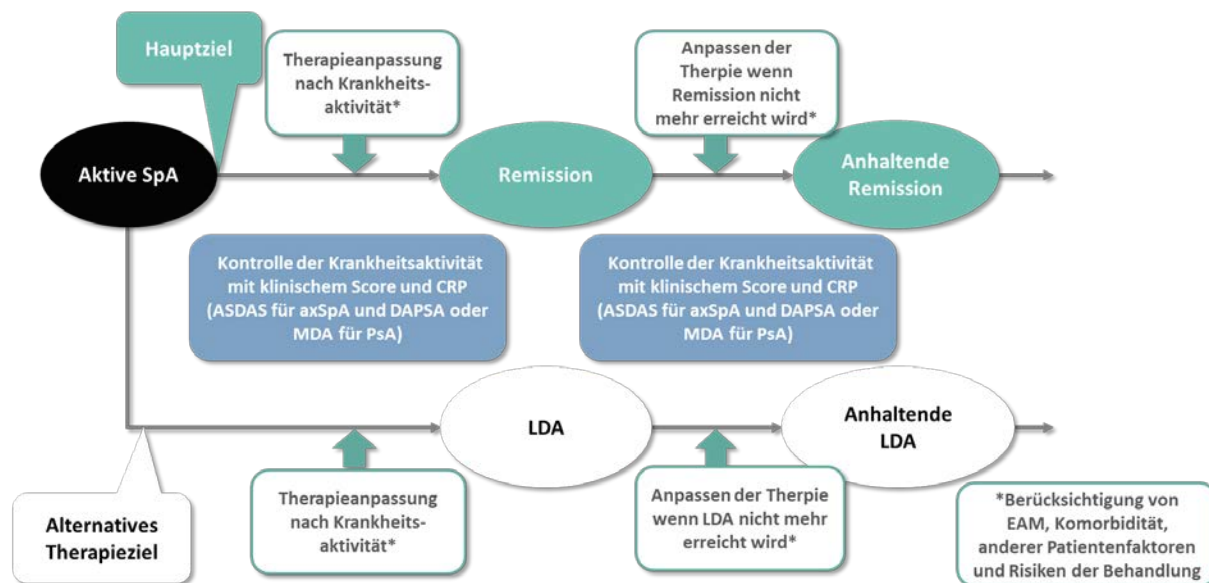 Hauptziel
Therapieanpassung
nach Krankheits-
aktivität*
Anpassen der
Therpie wenn
Remission nicht
mehr erreicht wird*
Aktive SpA
Remission
Anhaltende
Remission
Kontrolle der Krankheitsaktivität
mit klinischem Score und CRP
(ASDAS für axSpA und DAPSA oder
MDA für PsA)
Kontrolle der Krankheitsaktivität
mit klinischem Score und CRP
(ASDAS für axSpA und DAPSA oder
MDA für PsA)
LDA
Anhaltende
LDA
Alternatives
Therapieziel
Therapieanpassung
nach Krankheits-
aktivität*
Anpassen der Therpie
wenn LDA nicht mehr
erreicht wird*
*Berücksichtigung von
EAM, Komorbidität,
anderer Patientenfaktoren
und Risiken der Behandlung